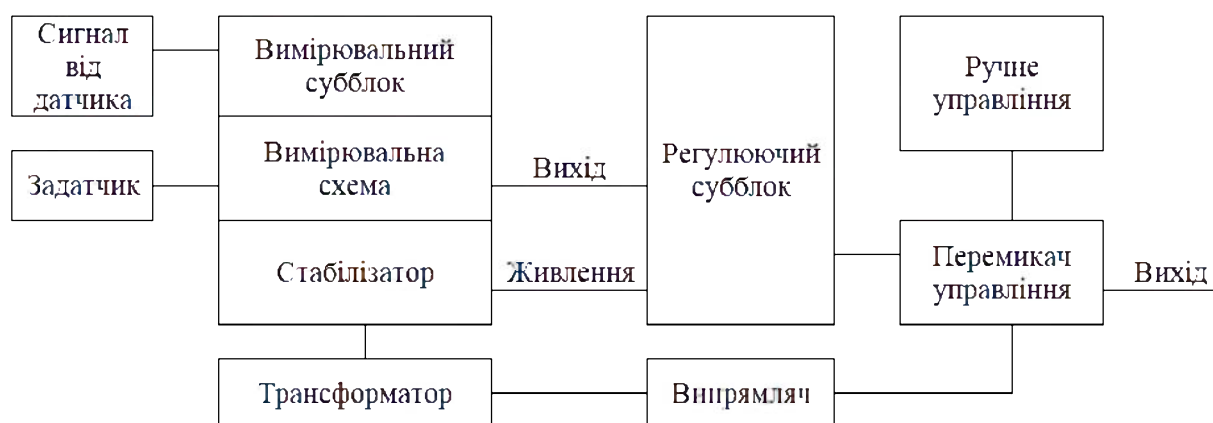 Сигнал
від
датчика
Вимірювальний
субблок
Ручне
управління
Задатчик
Вимірювальна
схема
Вихід
Регулюючий
субблок
Стабілізатор
Живлення
Перемикач
управління
Вихід
Трансформатор
Випрямляч